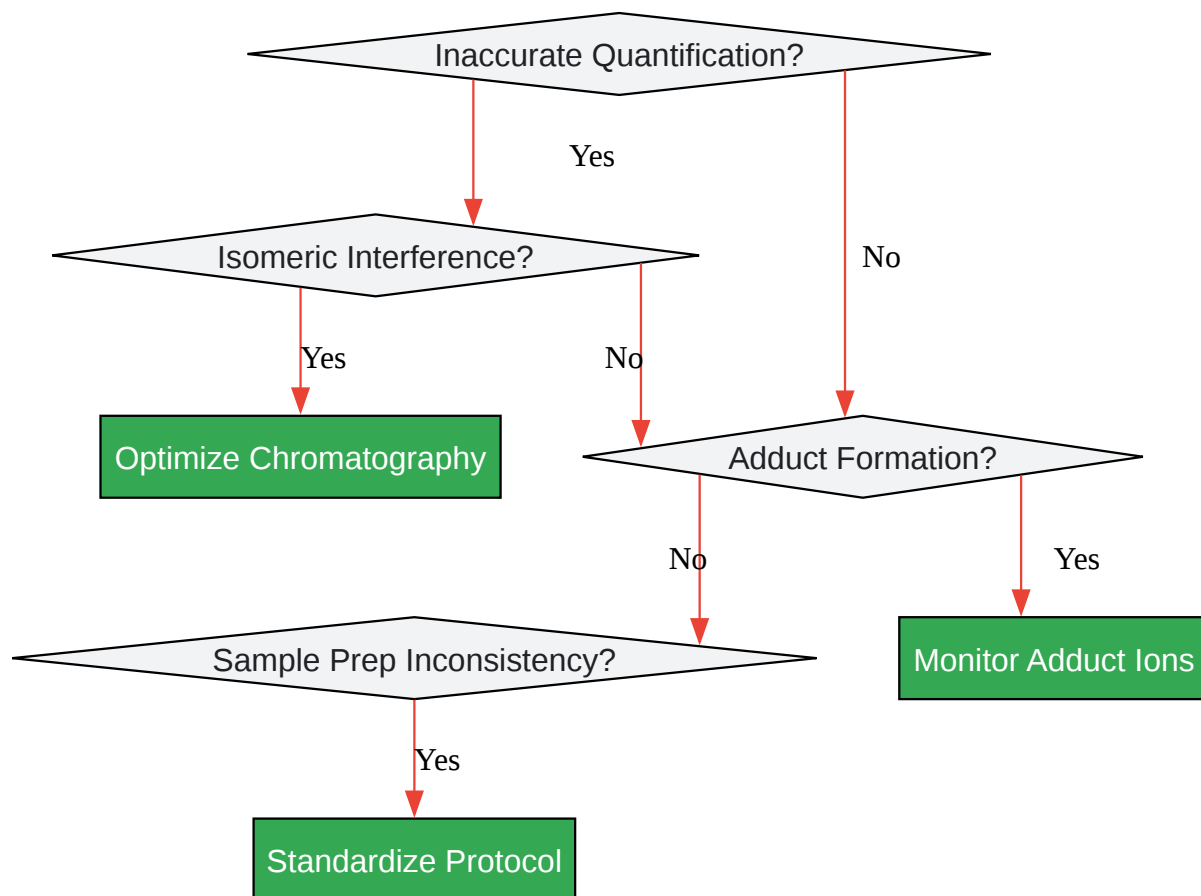 Inaccurate Quantification?
Yes
Isomeric Interference?
No
Yes
No
Optimize Chromatography
Adduct Formation?
No
Yes
Sample Prep Inconsistency?
Monitor Adduct Ions
Yes
Standardize Protocol